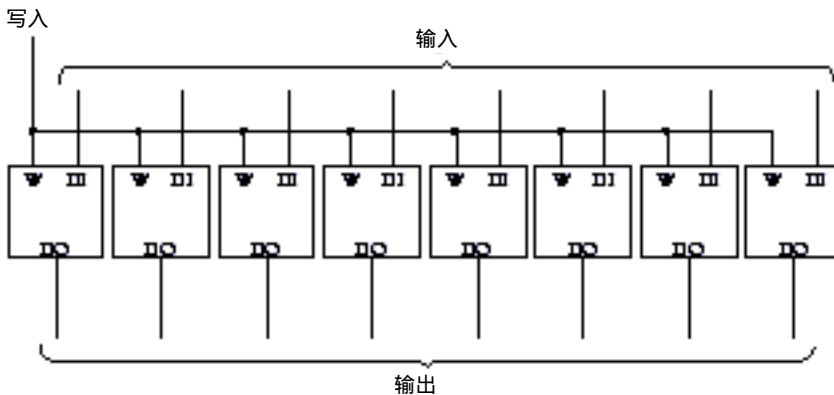 写入
输入
W DI W DI W DI W DI W DI W DI W DI W DI
DO DO DO DO DO DO DO DO
输出